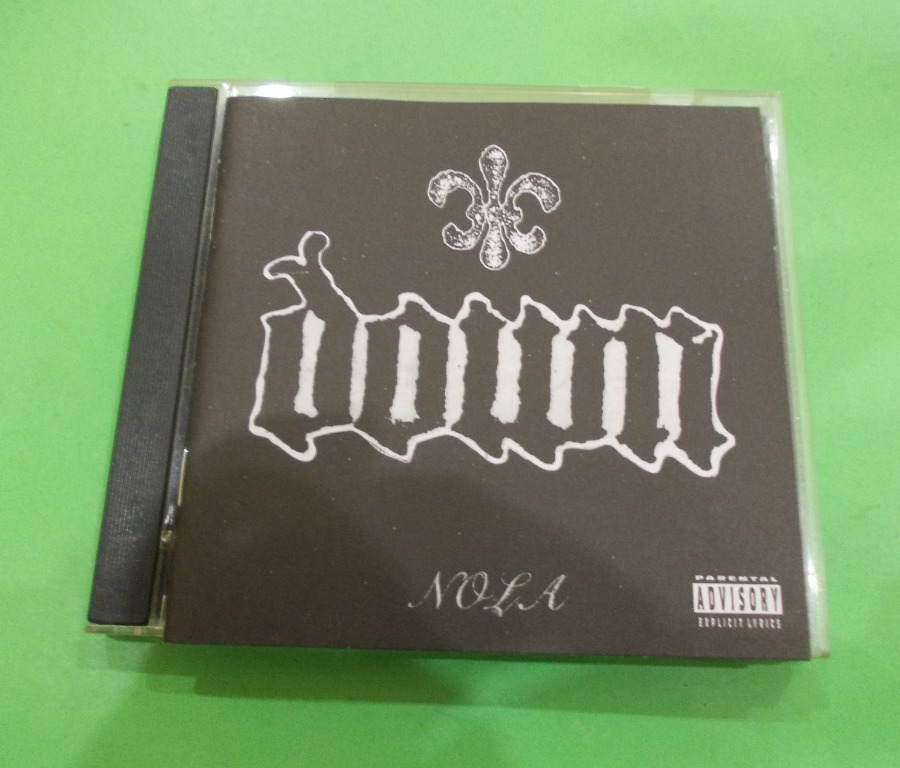 down
NOLA
PARENTAL
ADVISORY
EXPLICIT LYRICS